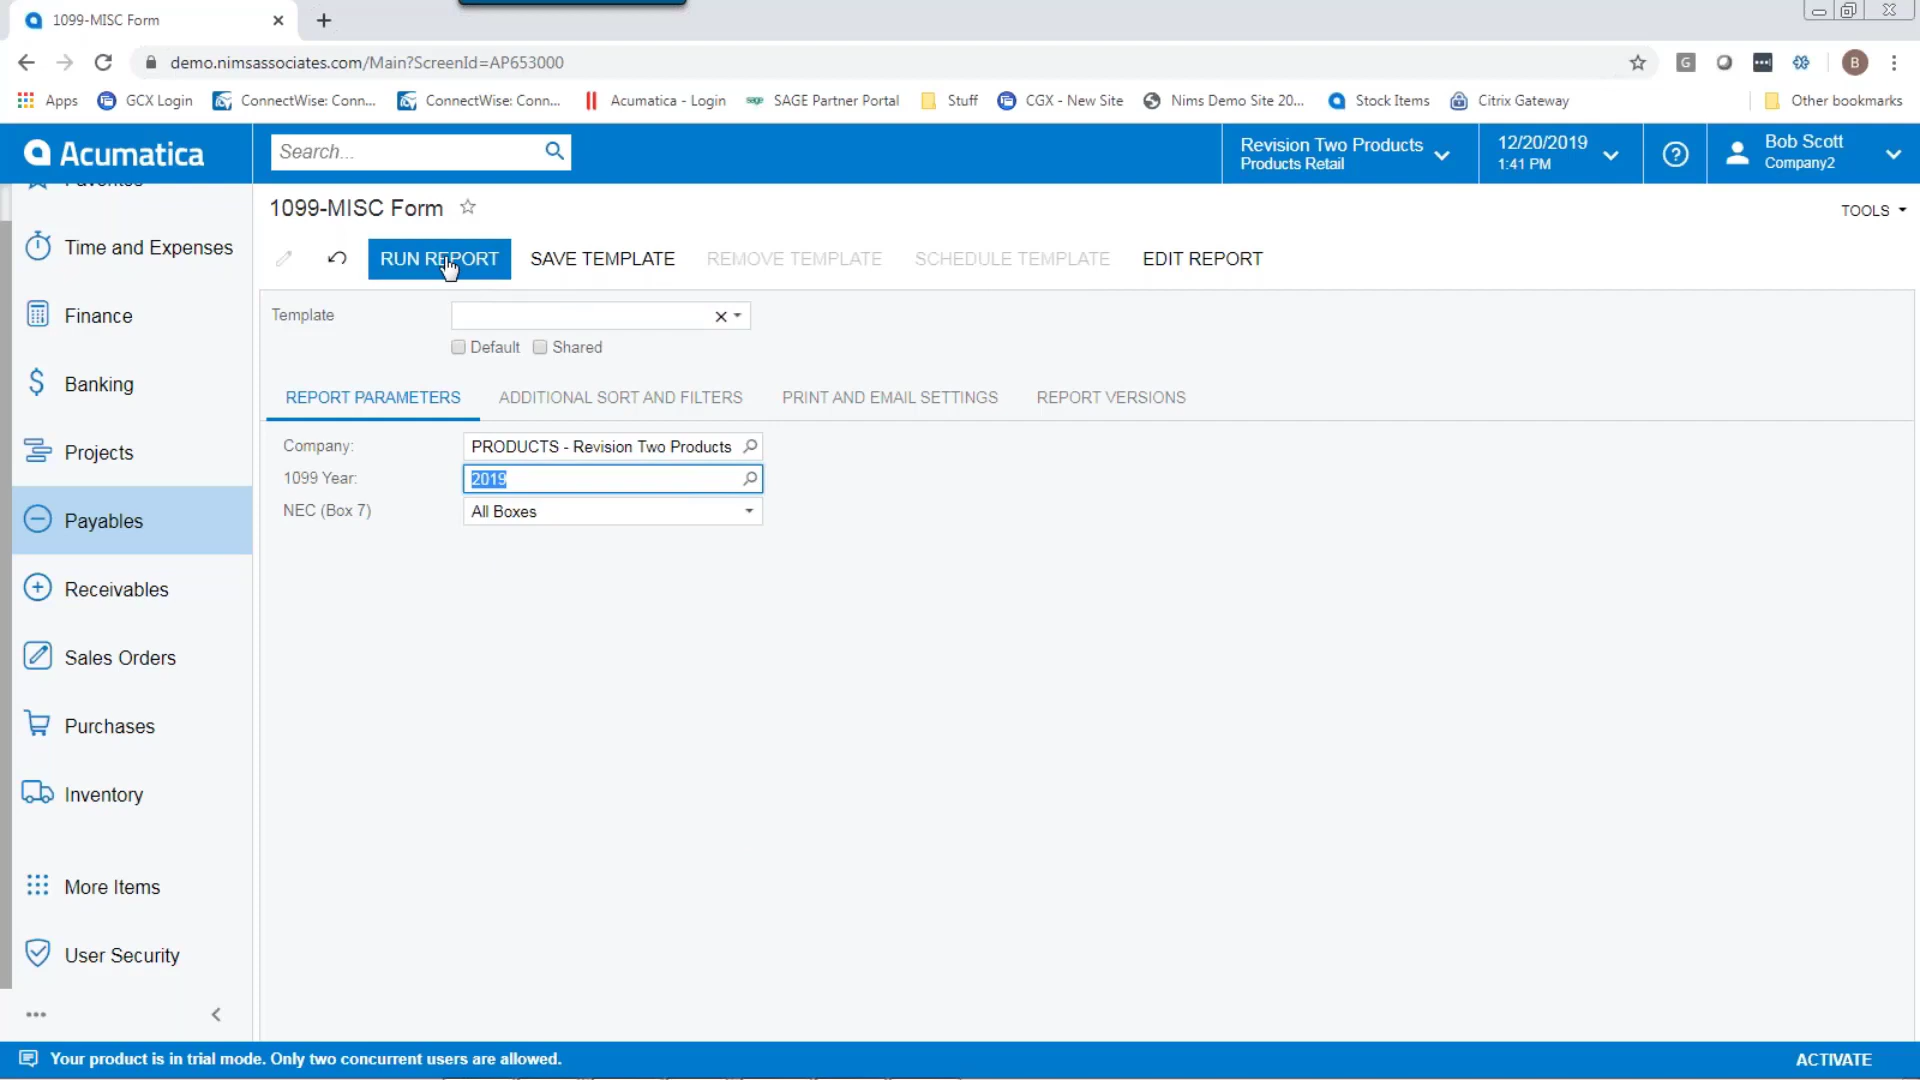 1099-MISC Form
demo.nimsassociates.com/Main?ScreenId=AP653000
G
B
Apps
GCX Login
ConnectWise: Conn...
ConnectWise: Conn...
Acumatica - Login
sage
SAGE Partner Portal
Stuff
CGX - New Site
Nims Demo Site 20...
Stock Items
Citrix Gateway
Other bookmarks
Acumatica
Search...
Revision Two Products
Products Retail
12/20/2019
1:41 PM
Bob Scott
Company2
1099-MISC Form
TOOLS
RUN REPORT
SAVE TEMPLATE
REMOVE TEMPLATE
SCHEDULE TEMPLATE
EDIT REPORT
Template
Default
Shared
REPORT PARAMETERS
ADDITIONAL SORT AND FILTERS
PRINT AND EMAIL SETTINGS
REPORT VERSIONS
Company:
PRODUCTS - Revision Two Products
1099 Year:
2019
NEC (Box 7)
All Boxes
Time and Expenses
Finance
Banking
Projects
Payables
Receivables
Sales Orders
Purchases
Inventory
More Items
User Security
Your product is in trial mode. Only two concurrent users are allowed.
ACTIVATE